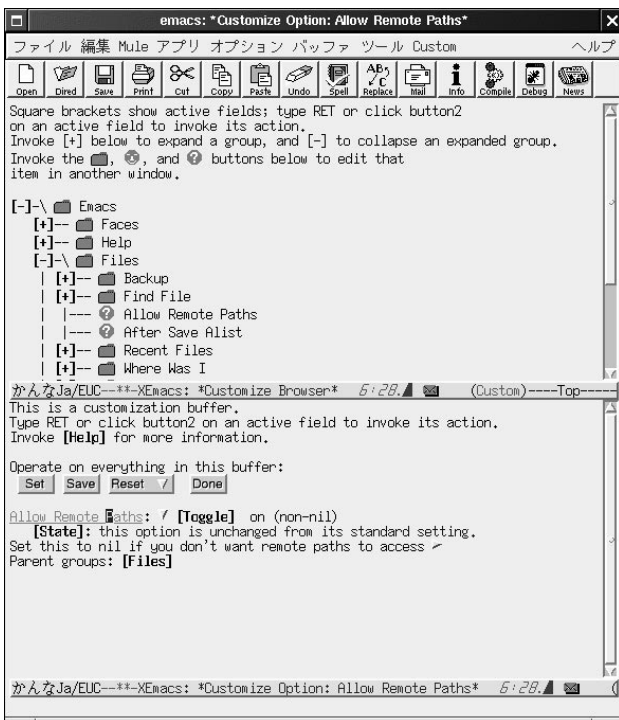 emacs: *Customize Option: Allow Remote Paths*
ファイル 編集 Mule アプリ オプション バッファ ツール Custom ヘルプ
Open Dired Save Print Cut Copy Paste Undo Spell Replace Mail Info Compile Debug News
Square brackets show active fields; type RET or click button2
on an active field to invoke its action.
Invoke [+] below to expand a group, and [-] to collapse an expanded group.
Invoke the , , and ? buttons below to edit that
item in another window.
[-]-\ Emacs
[+]-- Faces
[+]-- Help
[-]-\ Files
| [+]-- Backup
| [+]-- Find File
| |--- ? Allow Remote Paths
| |--- ? After Save Alist
| [+]-- Recent Files
| [+]-- Where Was I
かんなJa/EUC--**-XEmacs: *Customize Browser* 6:28. (Custom)----Top-----
This is a customization buffer.
Type RET or click button2 on an active field to invoke its action.
Invoke [Help] for more information.
Operate on everything in this buffer:
Set Save Reset Done
Allow Remote Paths: [Toggle] on (non-nil)
[State]: this option is unchanged from its standard setting.
Set this to nil if you don't want remote paths to access
Parent groups: [Files]
かんなJa/EUC--**-XEmacs: *Customize Option: Allow Remote Paths* 6:28. (